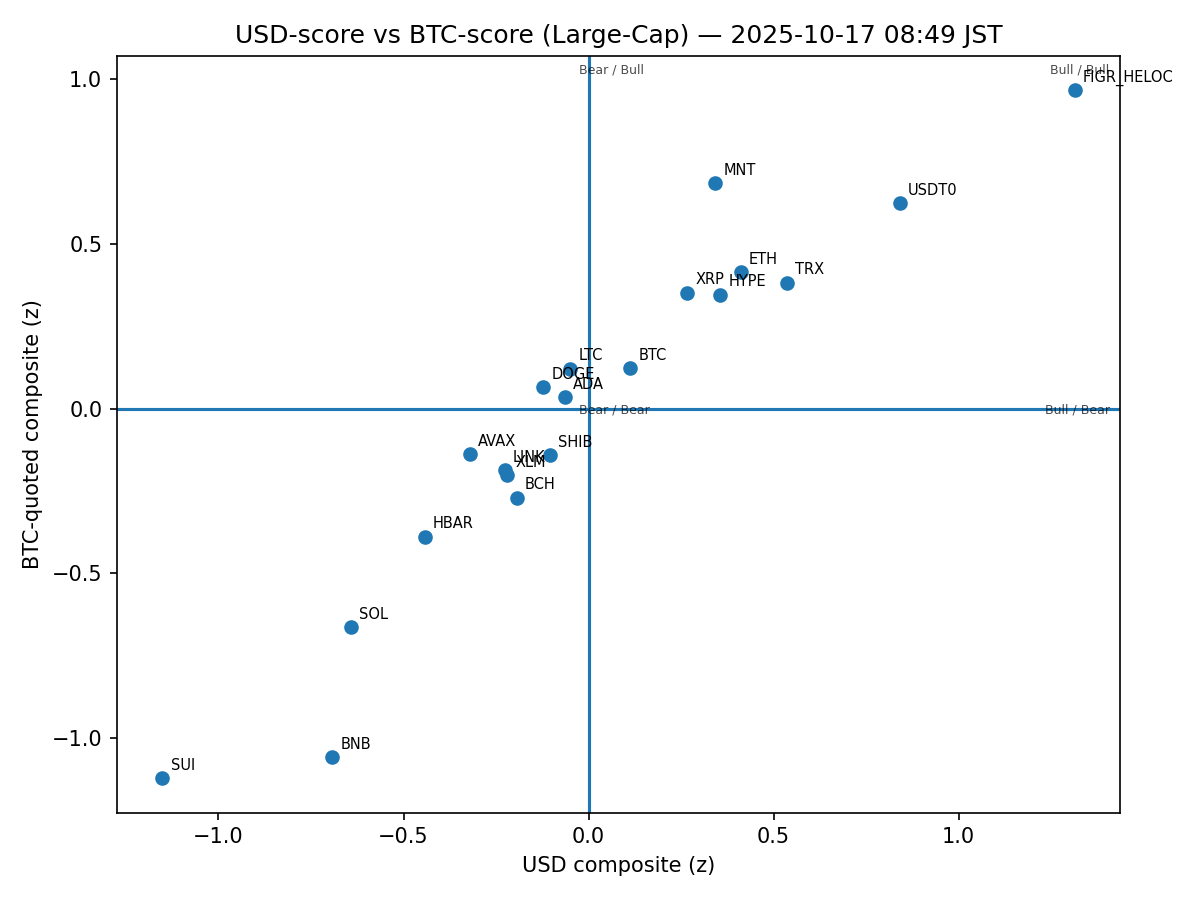 USD-score vs BTC-score (Large-Cap) — 2025-10-17 08:49 JST
Bear / Bull
Bull / Bull
FIGR_HELOC
MNT
USDT0
ETH
TRX
XRP
HYPE
LTC
BTC
DOGE
ADA
Bear / Bear
Bull / Bear
AVAX
SHIB
LINK
XLM
BCH
HBAR
SOL
BNB
SUI
1.0
0.5
0.0
−0.5
−1.0
BTC-quoted composite (z)
−1.0
−0.5
0.0
0.5
1.0
USD composite (z)